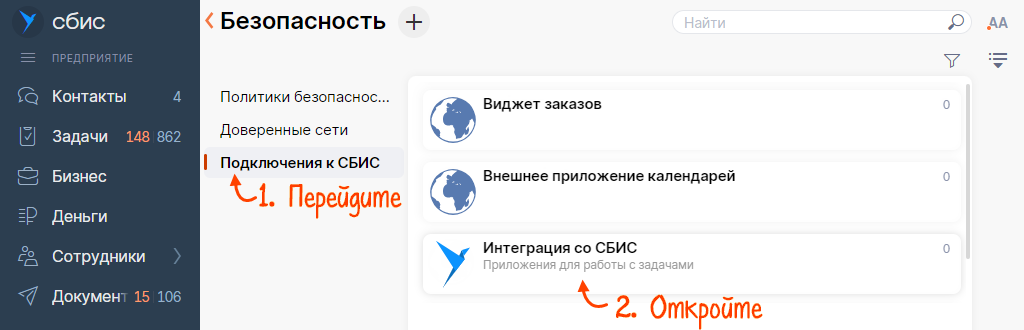 сбис
ПРЕДПРИЯТИЕ
Контакты 4
Задачи 148 862
Бизнес
Деньги
Сотрудники
Документ 15 106
Безопасность
Найти
АА
Политики безопаснос...
Доверенные сети
Подключения к СБИС
1. Перейдите
Виджет заказов 0
Внешнее приложение календарей 0
Интеграция со СБИС 0
Приложения для работы с задачами
2. Откройте